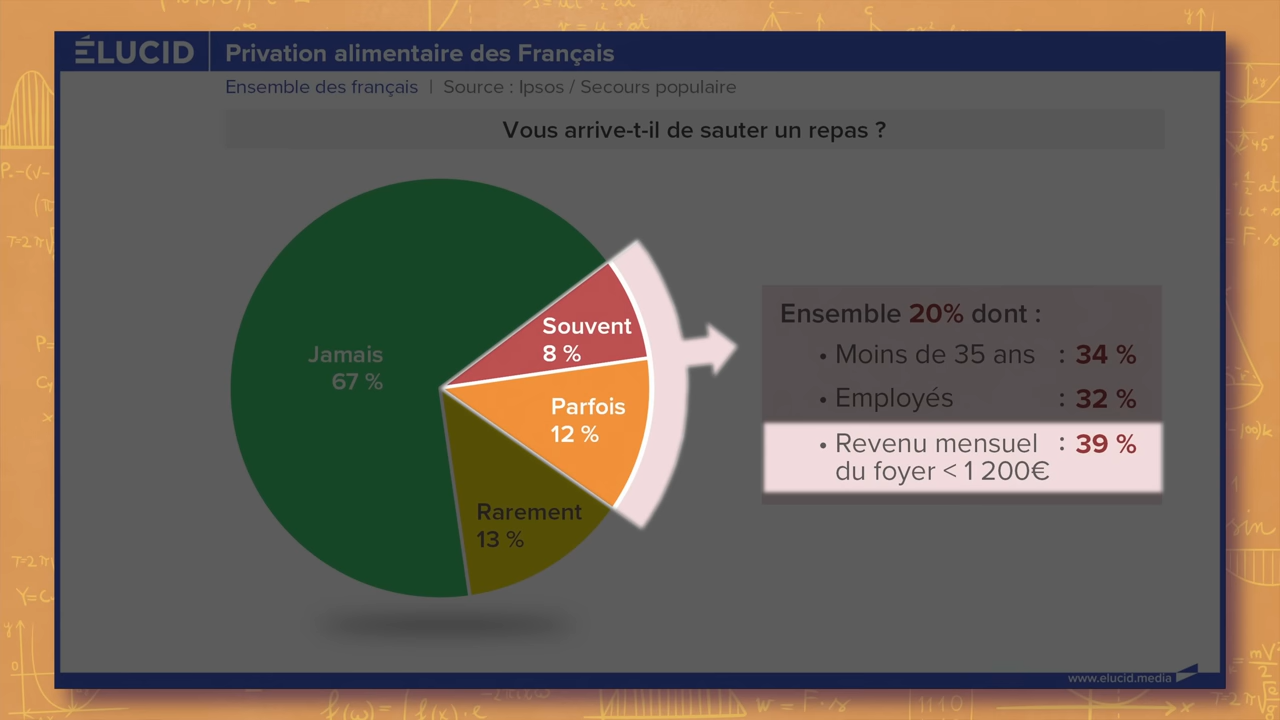 ÉLUCID
Privation alimentaire des Français
Ensemble des français | Source : Ipsos / Secours populaire
Vous arrive-t-il de sauter un repas ?
Jamais
67 %
Souvent
8 %
Parfois
12 %
Rarement
13 %
Ensemble 20% dont :
• Moins de 35 ans : 34 %
• Employés : 32 %
• Revenu mensuel : 39 %
du foyer < 1 200€
www.elucid.media